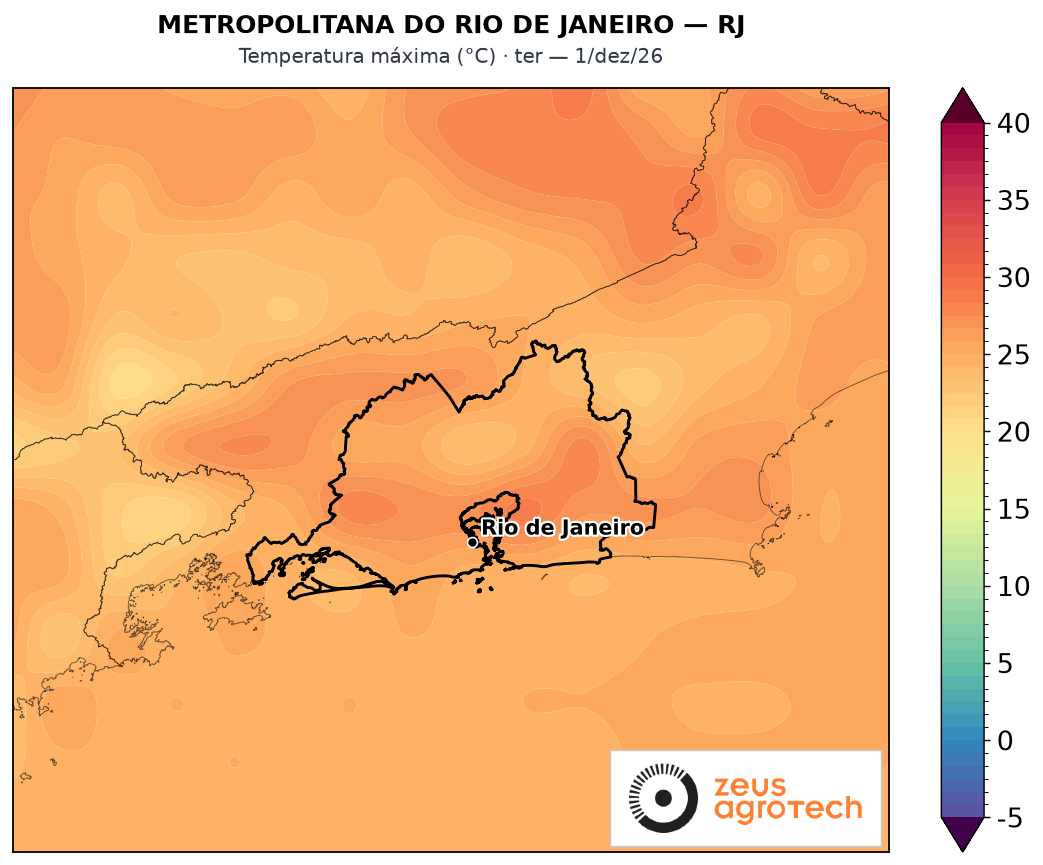 METROPOLITANA DO RIO DE JANEIRO — RJ
Temperatura máxima (°C) · ter — 1/dez/26
40
35
30
25
20
15
10
5
0
-5
Rio de Janeiro
zeus
agrotech